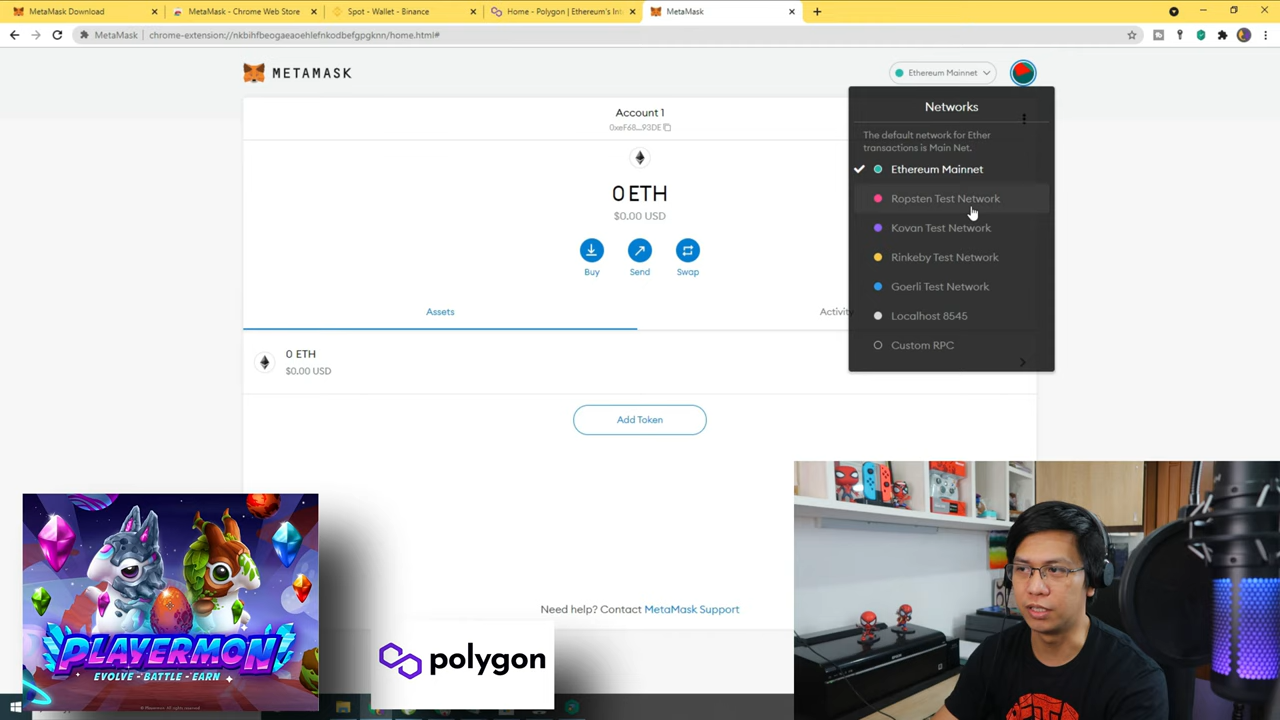 MetaMask Download
MetaMask - Chrome Web Store
Spot - Wallet - Binance
Home - Polygon | Ethereum's Int
MetaMask
MetaMask
chrome-extension://nkbihfbeogaeaoehlefnkodbefgpgknn/home.html#
METAMASK
Ethereum Mainnet
Account 1
0xeF68...93DE
0 ETH
$0.00 USD
Buy
Send
Swap
Assets
Activity
0 ETH
$0.00 USD
Add Token
Need help? Contact MetaMask Support
Networks
The default network for Ether
transactions is Main Net.
Ethereum Mainnet
Ropsten Test Network
Kovan Test Network
Rinkeby Test Network
Goerli Test Network
Localhost 8545
Custom RPC
PLAYERMON
EVOLVE - BATTLE - EARN
polygon